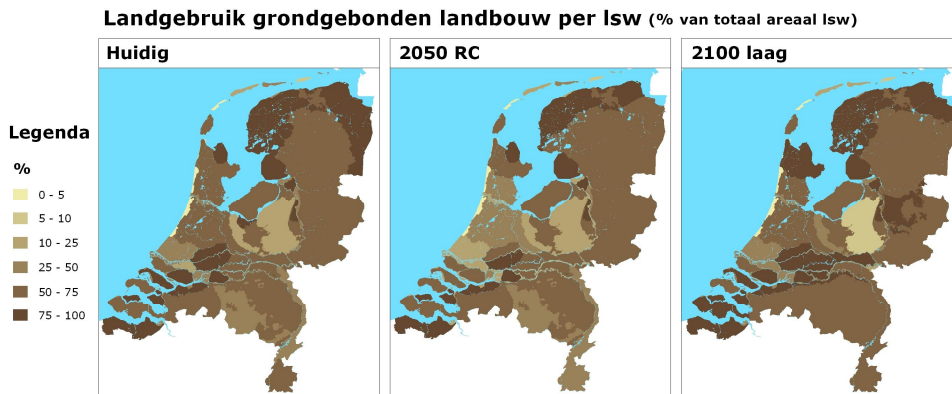 Landgebruik grondgebonden landbouw per lsw (% van totaal areaal lsw)
Huidig
2050 RC
2100 laag
Legenda
%
0 - 5
5 - 10
10 - 25
25 - 50
50 - 75
75 - 100